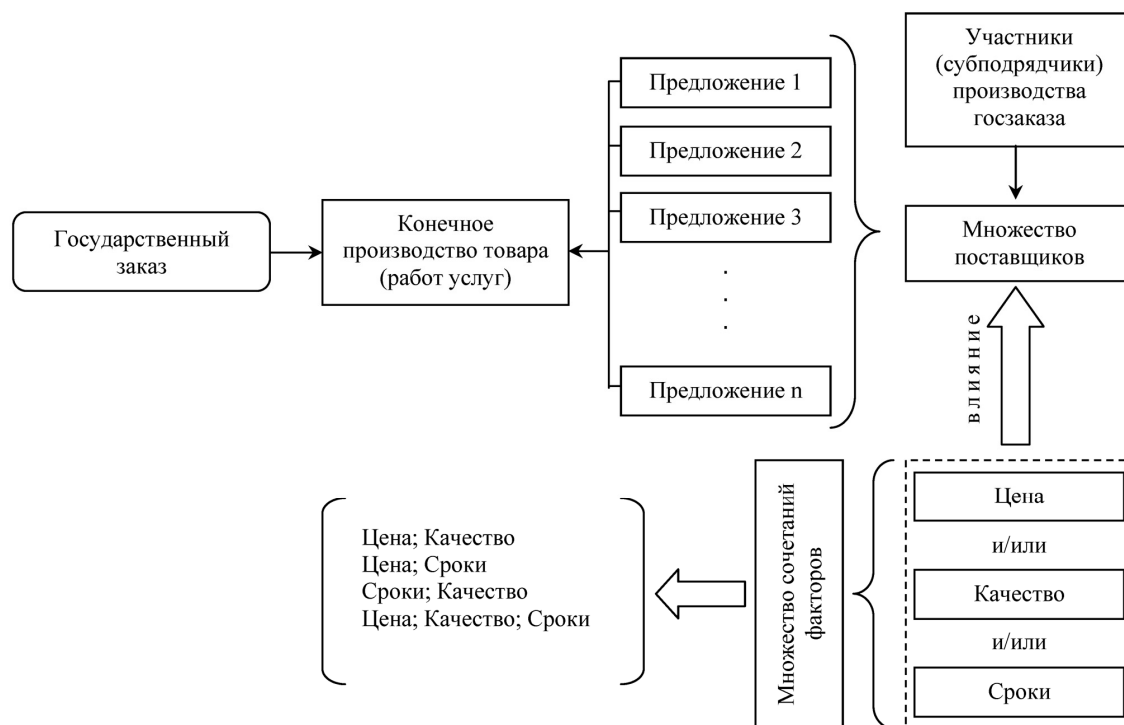 Государственный
заказ
Конечное
производство товара
(работ услуг)
Предложение 1
Предложение 2
Предложение 3
.
.
.
Предложение n
Участники
(субподрядчики)
производства
госзаказа
Множество
поставщиков
влияние
Цена
и/или
Качество
и/или
Сроки
Множество сочетаний
факторов
Цена; Качество
Цена; Сроки
Сроки; Качество
Цена; Качество; Сроки